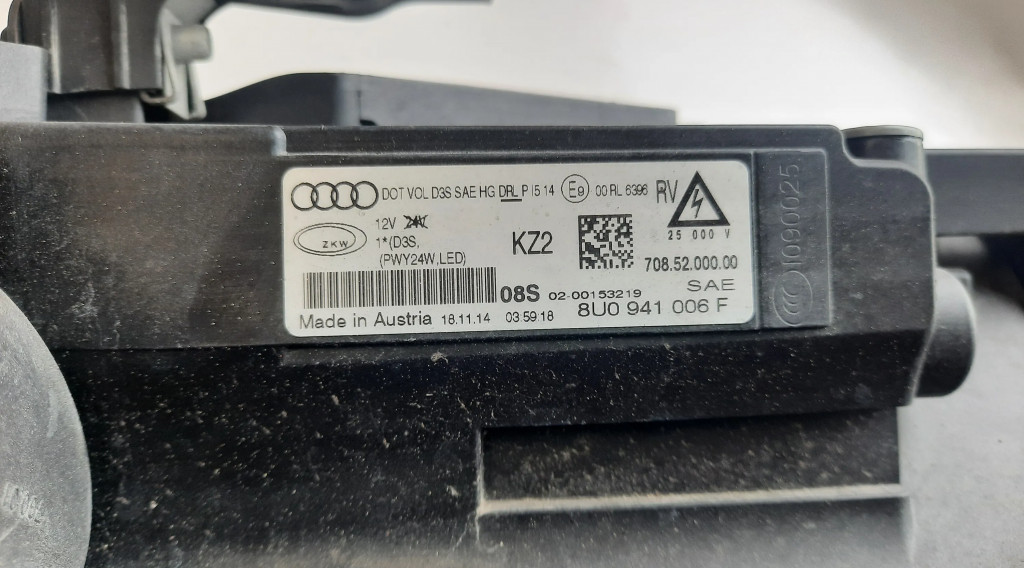 DOT VOL D3S SAE HG DRL P I5 14 E9 00 RL 6396 RV
12V 24V
ZKW
1*(D3S,
(PWY24W,LED)
KZ2
25 000 V
708.52.000.00
SAE
08S 02-00153219
8U0 941 006 F
Made in Austria 18.11.14 03:59:18
I090025